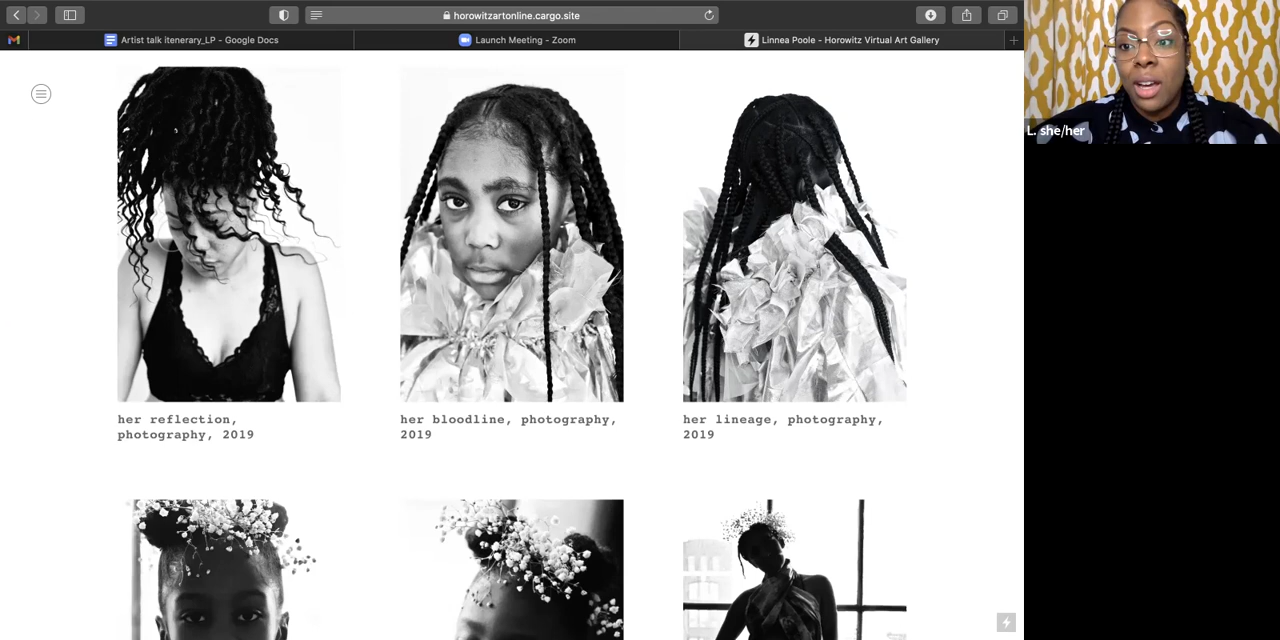 horowitzartonline.cargo.site
Artist talk itenerary_LP - Google Docs
Launch Meeting - Zoom
Linnea Poole - Horowitz Virtual Art Gallery
L. she/her
her reflection,
photography, 2019
her bloodline, photography,
2019
her lineage, photography,
2019